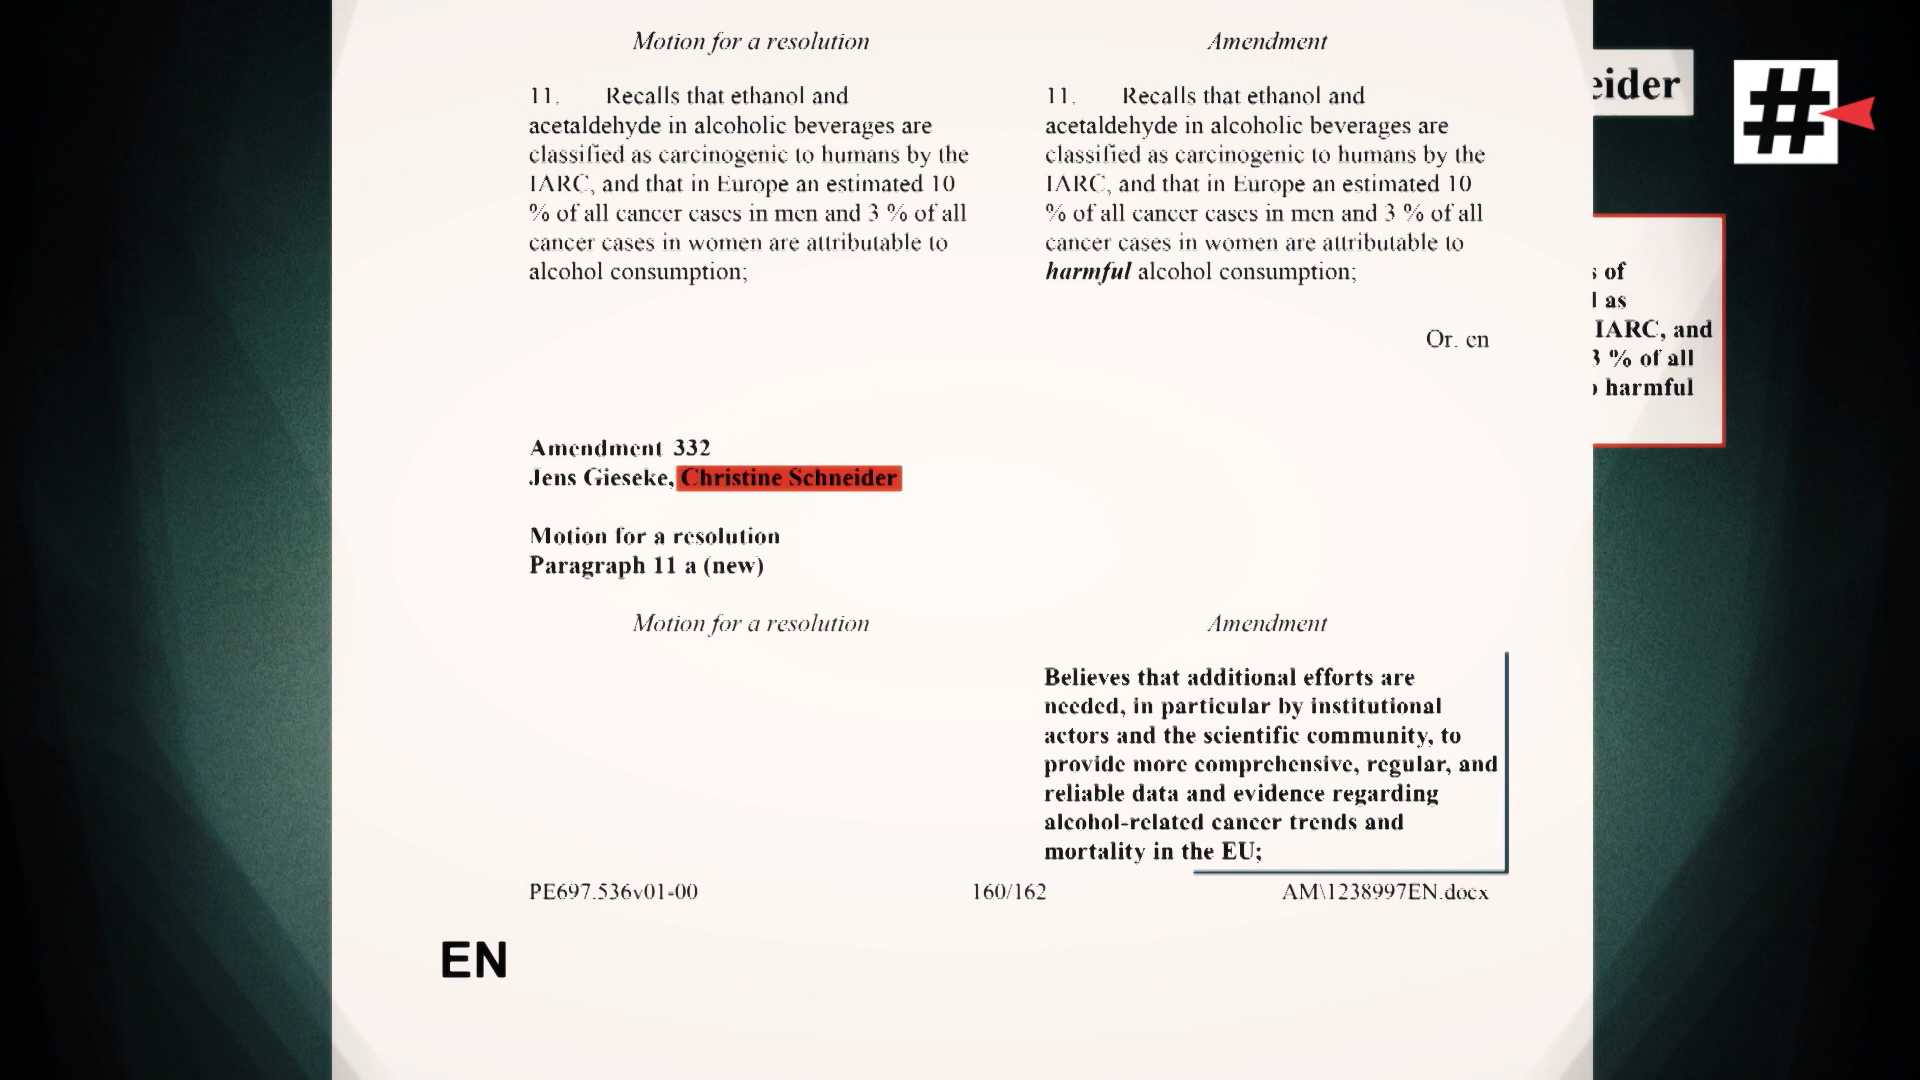 Motion for a resolution
Amendment
11. Recalls that ethanol and
acetaldehyde in alcoholic beverages are
classified as carcinogenic to humans by the
IARC, and that in Europe an estimated 10
% of all cancer cases in men and 3 % of all
cancer cases in women are attributable to
alcohol consumption;
11. Recalls that ethanol and
acetaldehyde in alcoholic beverages are
classified as carcinogenic to humans by the
IARC, and that in Europe an estimated 10
% of all cancer cases in men and 3 % of all
cancer cases in women are attributable to
harmful alcohol consumption;
Or. en
Amendment 332
Jens Gieseke, Christine Schneider
Motion for a resolution
Paragraph 11 a (new)
Motion for a resolution
Amendment
Believes that additional efforts are
needed, in particular by institutional
actors and the scientific community, to
provide more comprehensive, regular, and
reliable data and evidence regarding
alcohol-related cancer trends and
mortality in the EU;
PE697.536v01-00
160/162
AM\1238997EN.docx
EN
eider
#
of
as
IARC, and
3 % of all
harmful